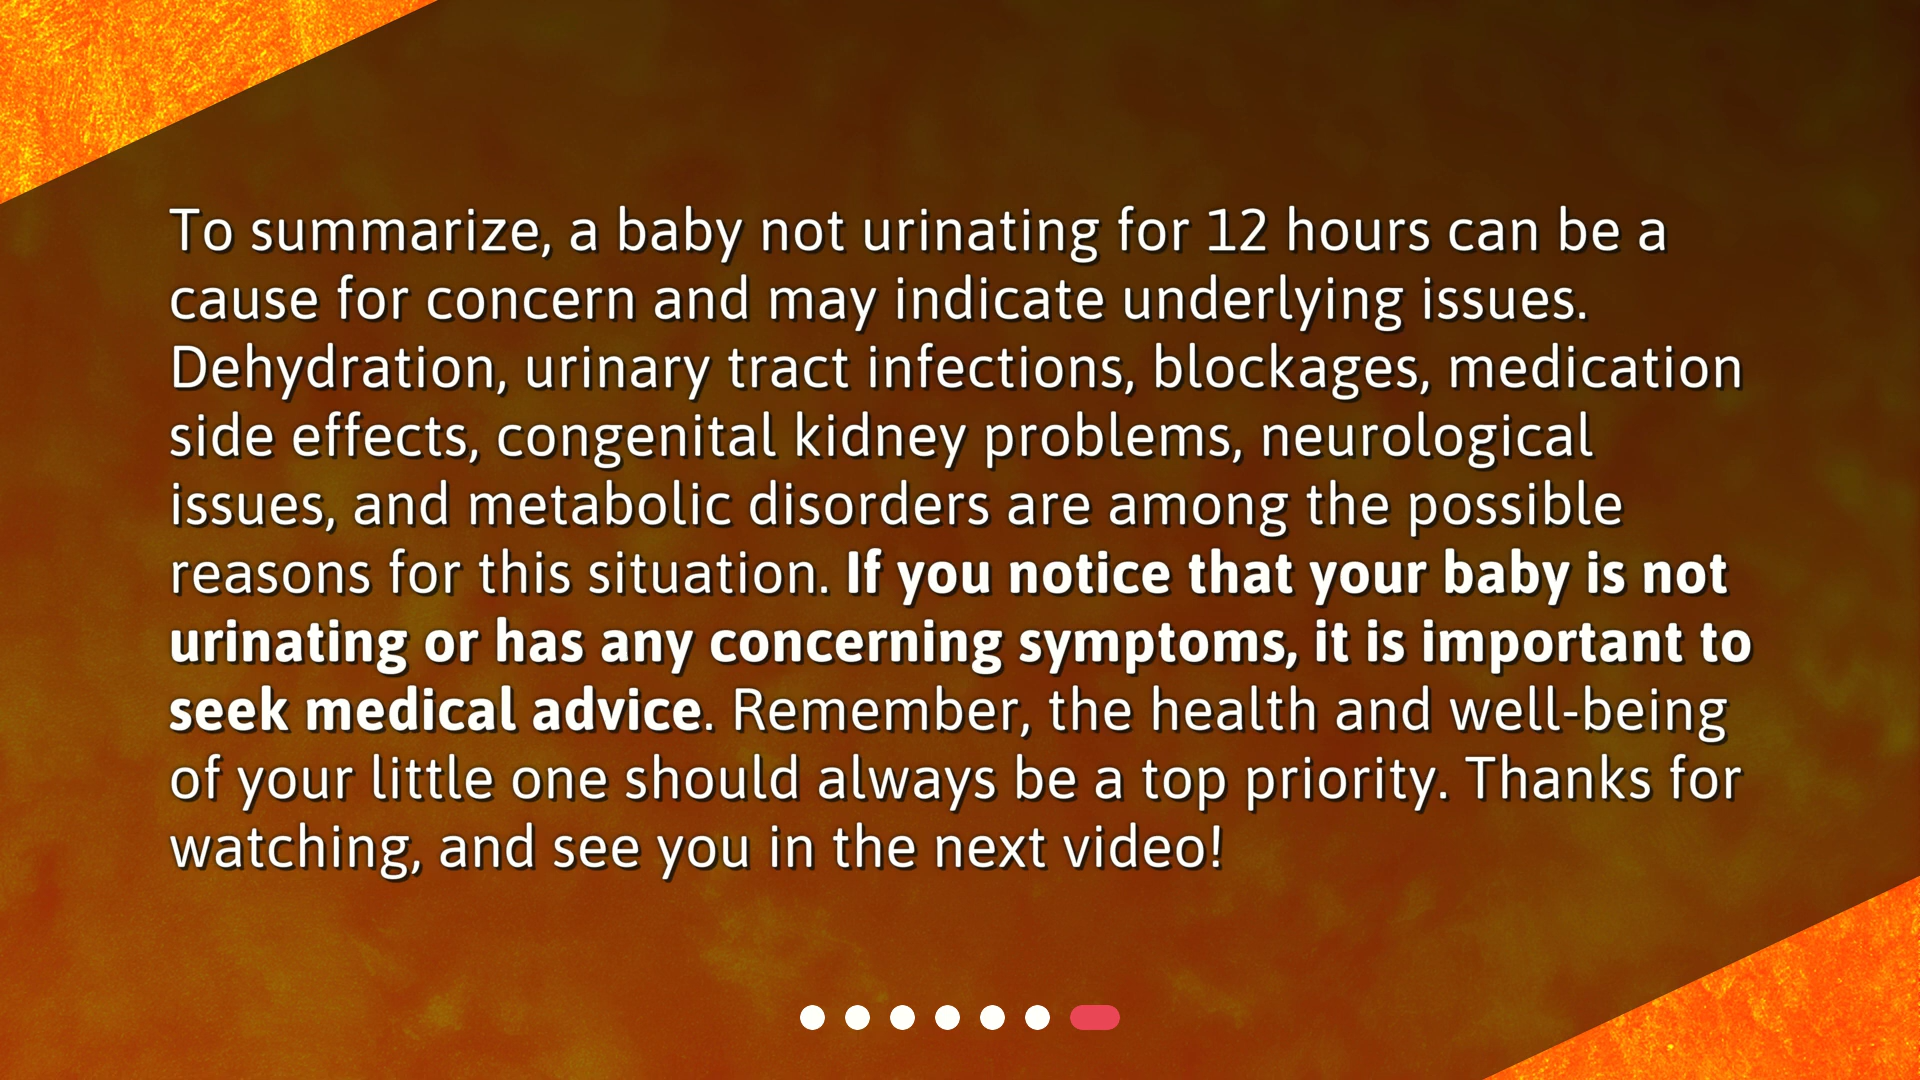 To summarize, a baby not urinating for 12 hours can be a
cause for concern and may indicate underlying issues.
Dehydration, urinary tract infections, blockages, medication
side effects, congenital kidney problems, neurological
issues, and metabolic disorders are among the possible
reasons for this situation. If you notice that your baby is not
urinating or has any concerning symptoms, it is important to
seek medical advice. Remember, the health and well-being
of your little one should always be a top priority. Thanks for
watching, and see you in the next video!